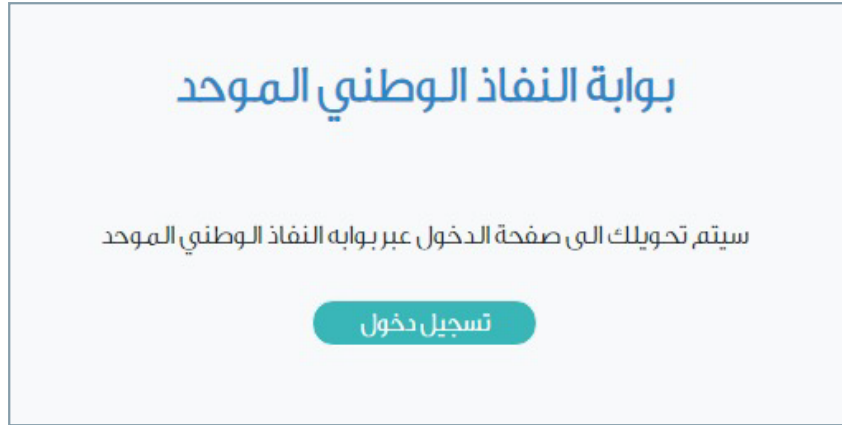 بوابة النفاذ الوطني الموحد
سيتم تحويلك الى صفحة الدخول عبر بوابه النفاذ الوطني الموحد
تسجيل دخول